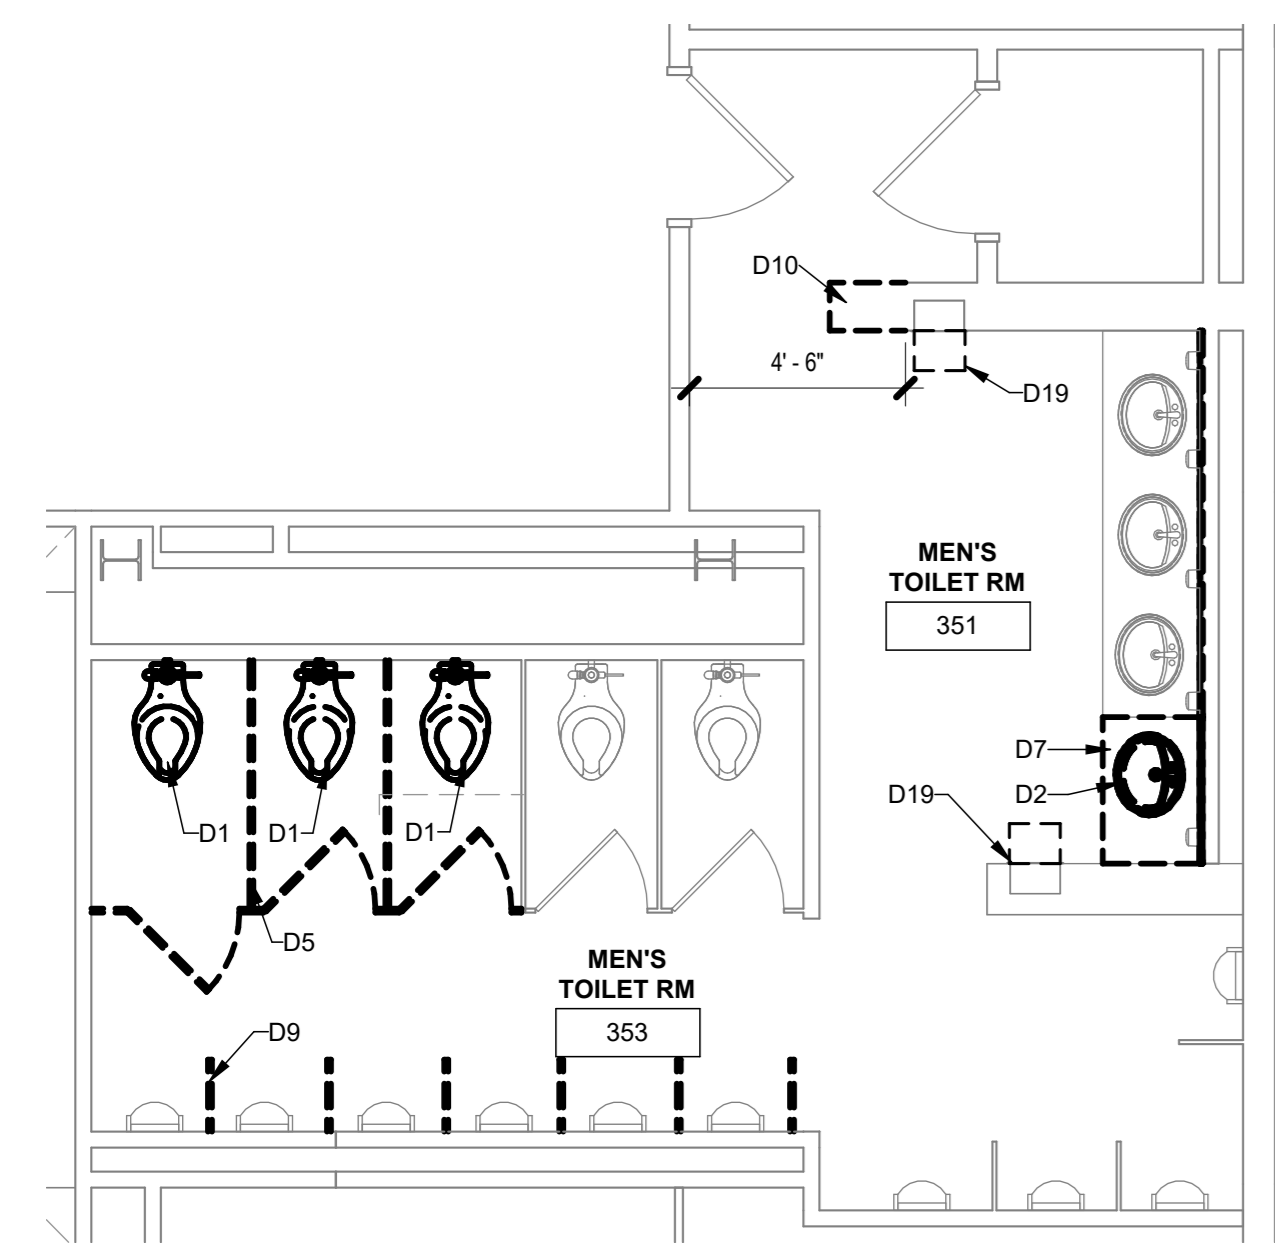 D10
4' - 6"
D19
MEN'S
TOILET RM
351
D7
D2
D19
D1
D1
D1
D5
MEN'S
TOILET RM
353
D9